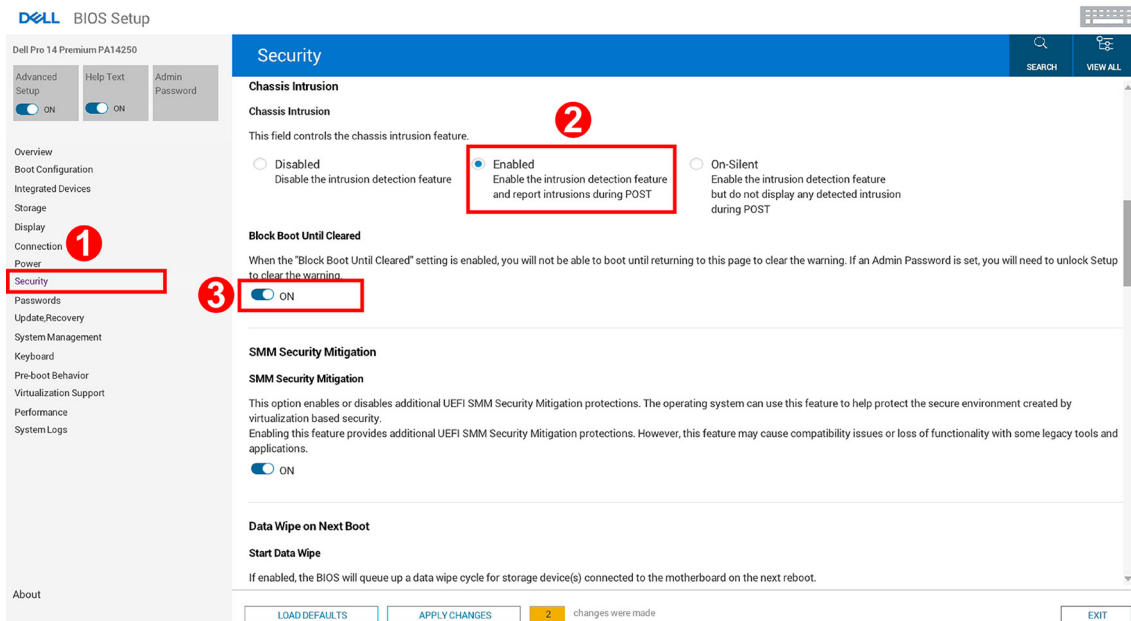 DELL BIOS Setup
Dell Pro 14 Premium PA14250
Advanced Setup
ON
Help Text
ON
Admin Password
Overview
Boot Configuration
Integrated Devices
Storage
Display
Connection
1
Power
Security
Passwords
Update,Recovery
System Management
Keyboard
Pre-boot Behavior
Virtualization Support
Performance
System Logs
About
Security
SEARCH
VIEW ALL
Chassis Intrusion
Chassis Intrusion
This field controls the chassis intrusion feature.
2
Disabled
Disable the intrusion detection feature
Enabled
Enable the intrusion detection feature
and report intrusions during POST
On-Silent
Enable the intrusion detection feature
but do not display any detected intrusion
during POST
Block Boot Until Cleared
When the "Block Boot Until Cleared" setting is enabled, you will not be able to boot until returning to this page to clear the warning. If an Admin Password is set, you will need to unlock Setup
to clear the warning.
3
ON
SMM Security Mitigation
SMM Security Mitigation
This option enables or disables additional UEFI SMM Security Mitigation protections. The operating system can use this feature to help protect the secure environment created by
virtualization based security.
Enabling this feature provides additional UEFI SMM Security Mitigation protections. However, this feature may cause compatibility issues or loss of functionality with some legacy tools and
applications.
ON
Data Wipe on Next Boot
Start Data Wipe
If enabled, the BIOS will queue up a data wipe cycle for storage device(s) connected to the motherboard on the next reboot.
LOAD DEFAULTS
APPLY CHANGES
2 changes were made
EXIT